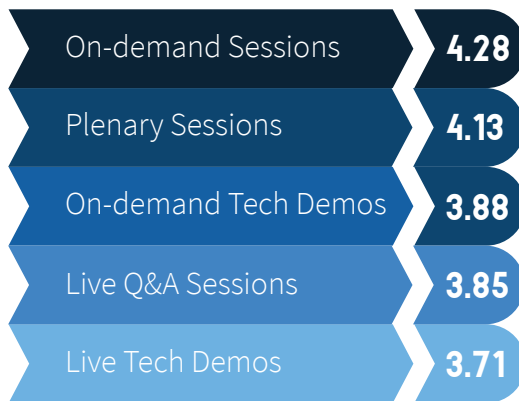 On-demand Sessions 4.28
Plenary Sessions 4.13
On-demand Tech Demos 3.88
Live Q&A Sessions 3.85
Live Tech Demos 3.71